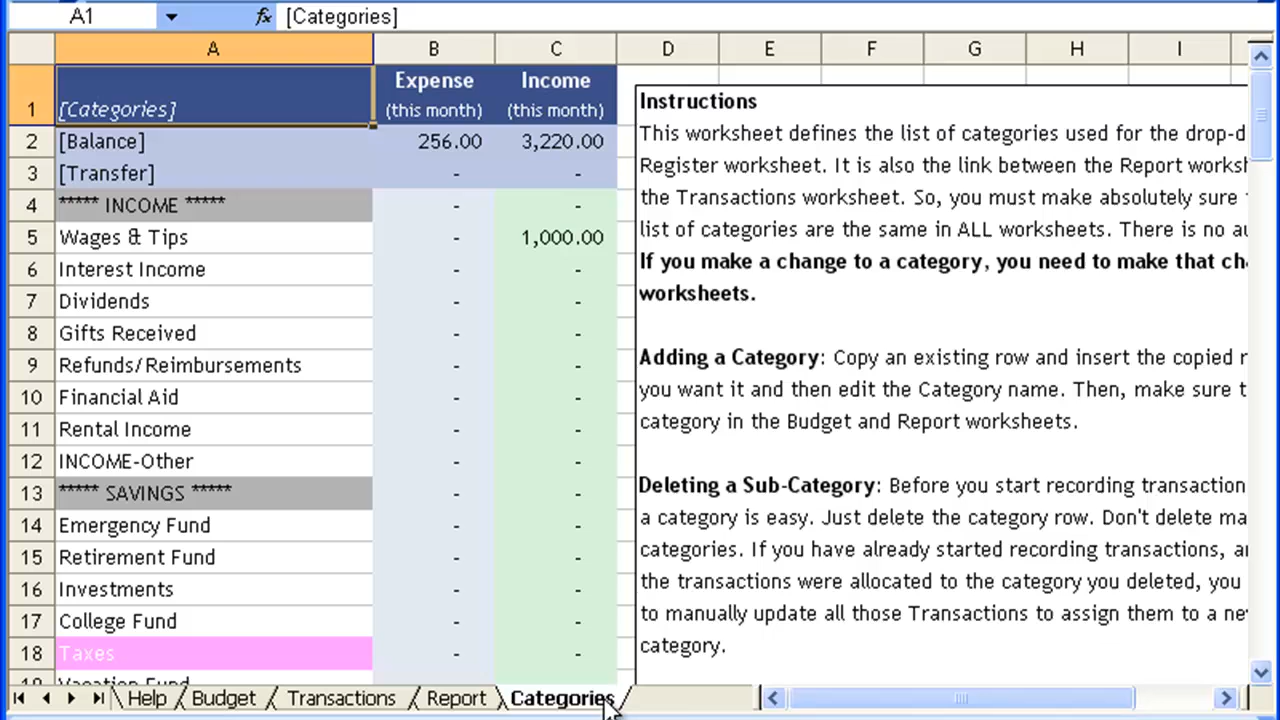 A1 fx [Categories]
A B C D E F G H I
1 [Categories] Expense (this month) Income (this month)
2 [Balance] 256.00 3,220.00
3 [Transfer] - -
4 ***** INCOME ***** - -
5 Wages & Tips - 1,000.00
6 Interest Income - -
7 Dividends - -
8 Gifts Received - -
9 Refunds/Reimbursements - -
10 Financial Aid - -
11 Rental Income - -
12 INCOME-Other - -
13 ***** SAVINGS ***** - -
14 Emergency Fund - -
15 Retirement Fund - -
16 Investments - -
17 College Fund - -
18 Taxes - -
19 Vacation Fund
Instructions
This worksheet defines the list of categories used for the drop-d
Register worksheet. It is also the link between the Report worksh
the Transactions worksheet. So, you must make absolutely sure
list of categories are the same in ALL worksheets. There is no au
If you make a change to a category, you need to make that cha
worksheets.
Adding a Category: Copy an existing row and insert the copied r
you want it and then edit the Category name. Then, make sure t
category in the Budget and Report worksheets.
Deleting a Sub-Category: Before you start recording transaction
a category is easy. Just delete the category row. Don't delete ma
categories. If you have already started recording transactions, an
the transactions were allocated to the category you deleted, you
to manually update all those Transactions to assign them to a ne
category.
Help Budget Transactions Report Categories